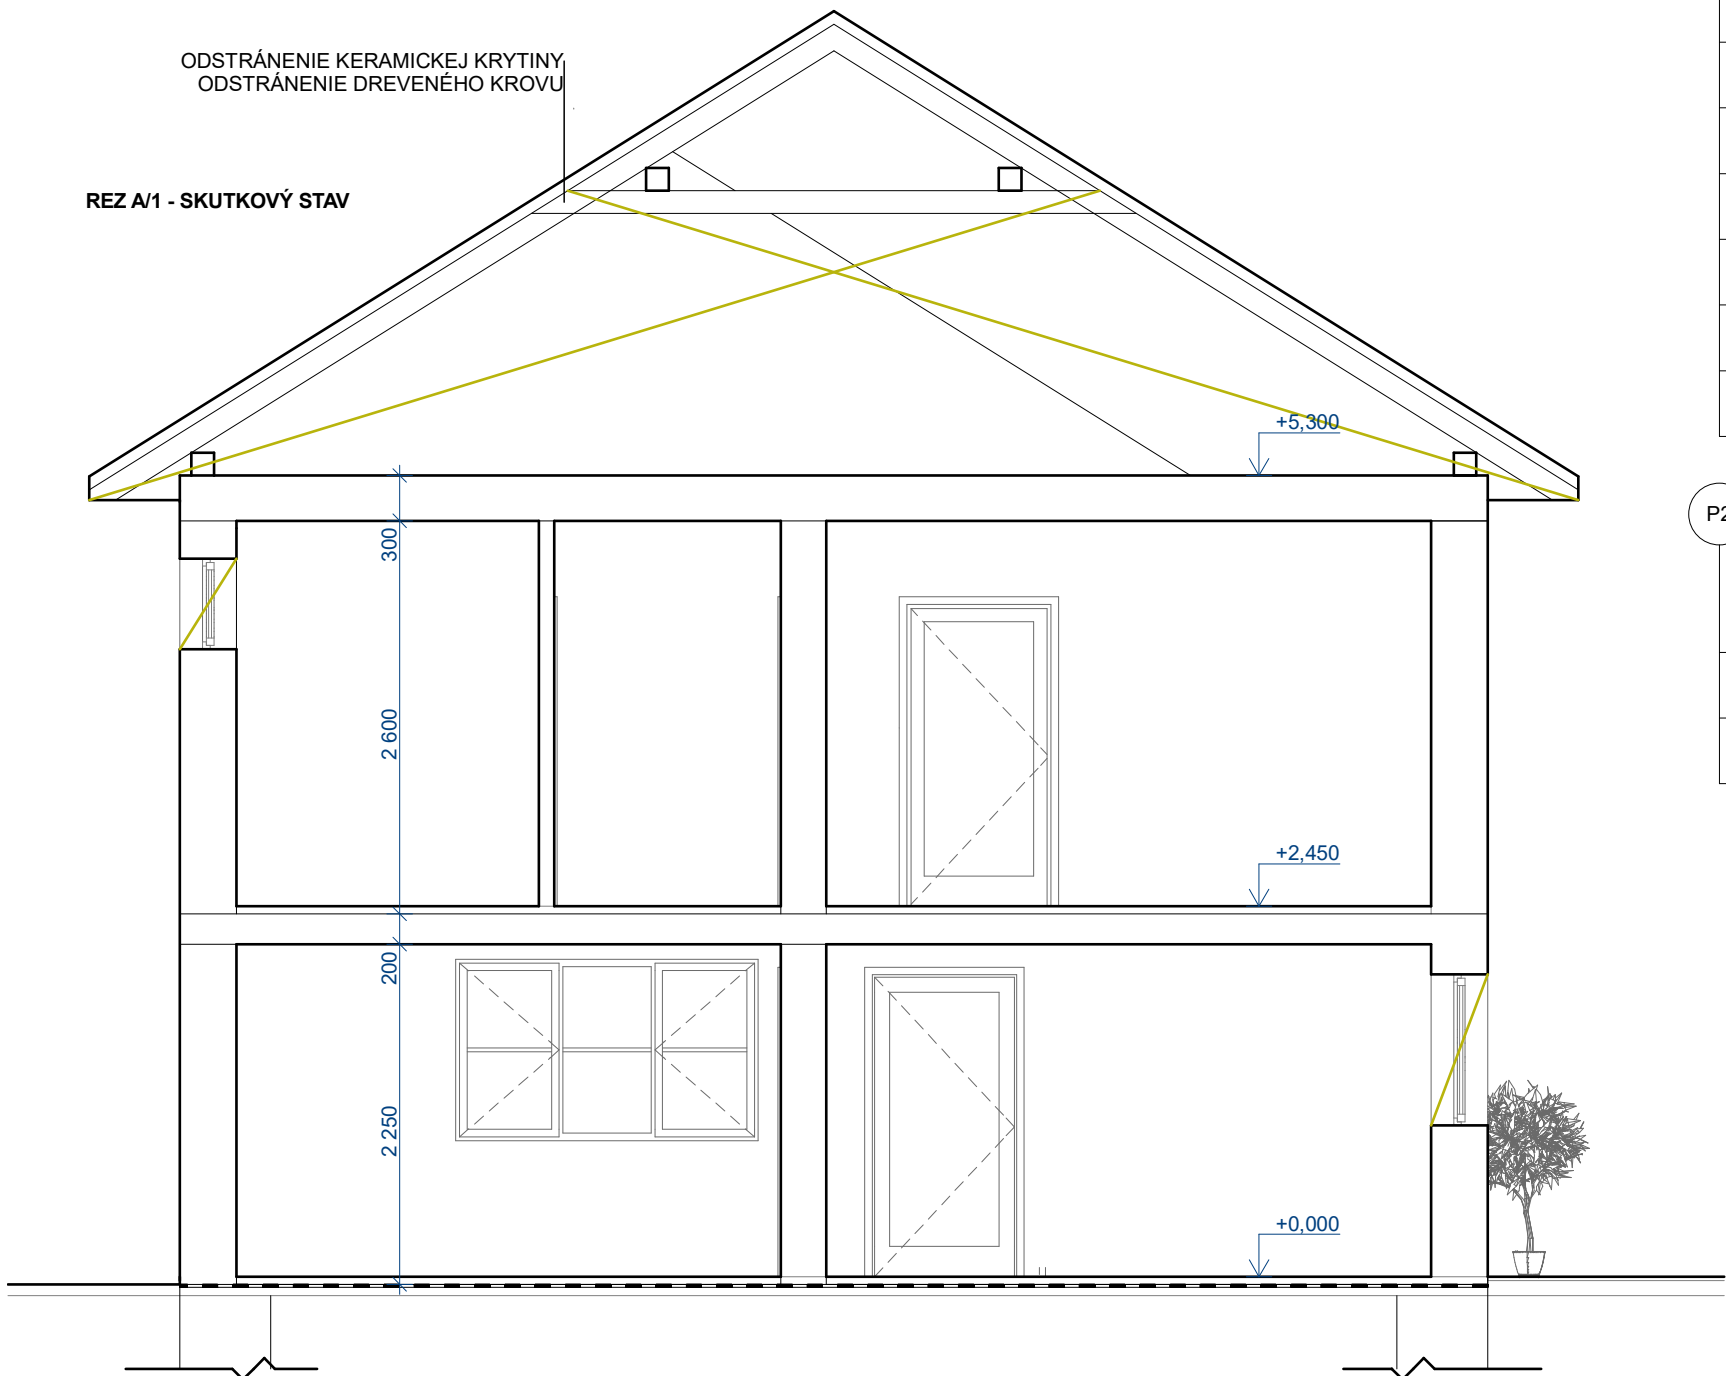 ODSTRÁNENIE KERAMICKEJ KRYTINY
ODSTRÁNENIE DREVENÉHO KROVU
REZ A/1 - SKUTKOVÝ STAV
+5,300
P2
300
2 600
+2,450
200
2 250
+0,000